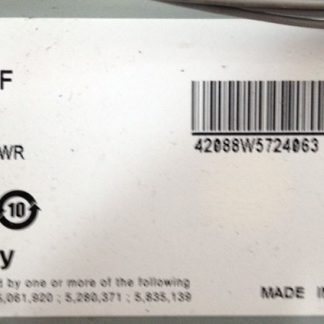 F
42088W5724063
WR
10
y
d by one or more of the following
,061,920 ; 5,280,371 ; 5,835,139
MADE IN